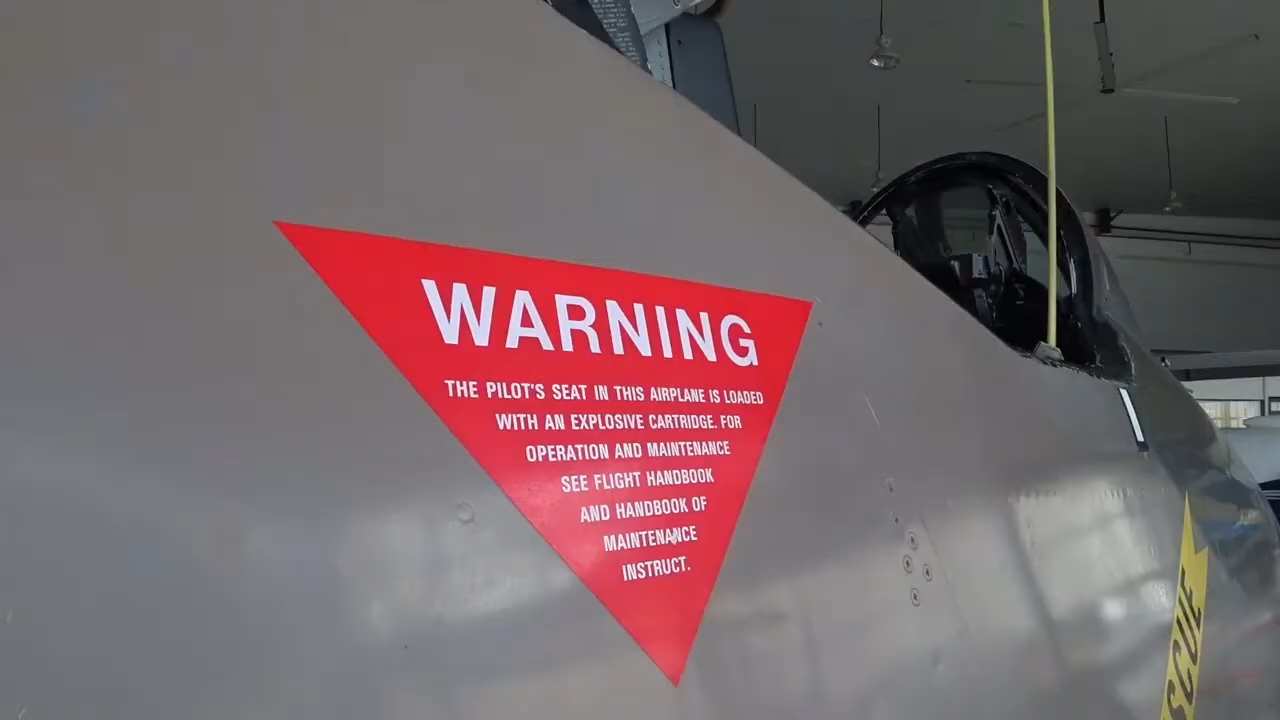 WARNING
THE PILOT'S SEAT IN THIS AIRPLANE IS LOADED
WITH AN EXPLOSIVE CARTRIDGE. FOR
OPERATION AND MAINTENANCE
SEE FLIGHT HANDBOOK
AND HANDBOOK OF
MAINTENANCE
INSTRUCT.
SCUE